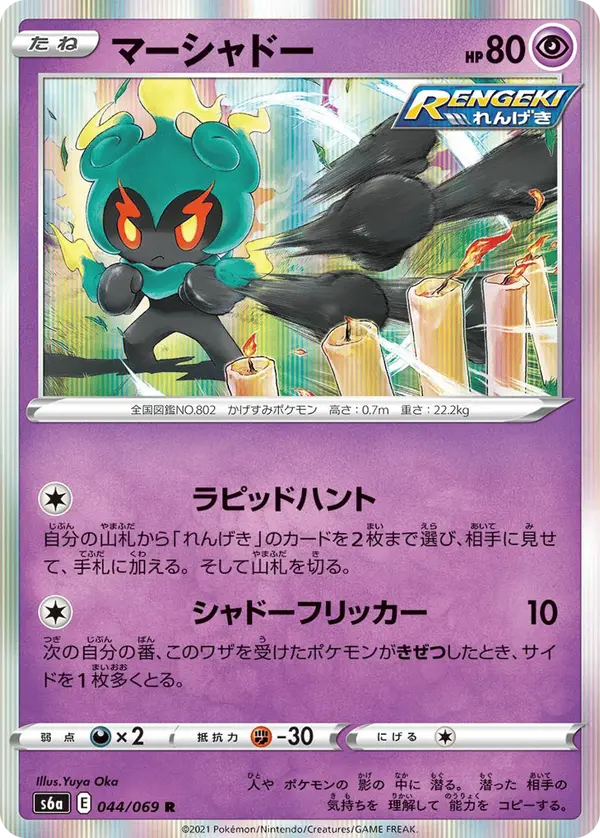 たね マーシャドー HP80
RENGEKI
れんげき
全国図鑑NO.802 かげすみポケモン 高さ:0.7m 重さ:22.2kg
ラピッドハント
自分の山札から「れんげき」のカードを2枚まで選び、相手に見せ
て、手札に加える。そして山札を切る。
シャドーフリッカー 10
次の自分の番、このワザを受けたポケモンがきぜつしたとき、サイ
ドを1枚多くとる。
弱点 ×2 抵抗力 -30 にげる
Illus.Yuya Oka
s6a E 044/069 R
人や ポケモンの 影の 中に 潜る。潜った 相手の
気持ちを 理解して 能力を コピーする。
©2021 Pokémon/Nintendo/Creatures/GAME FREAK.